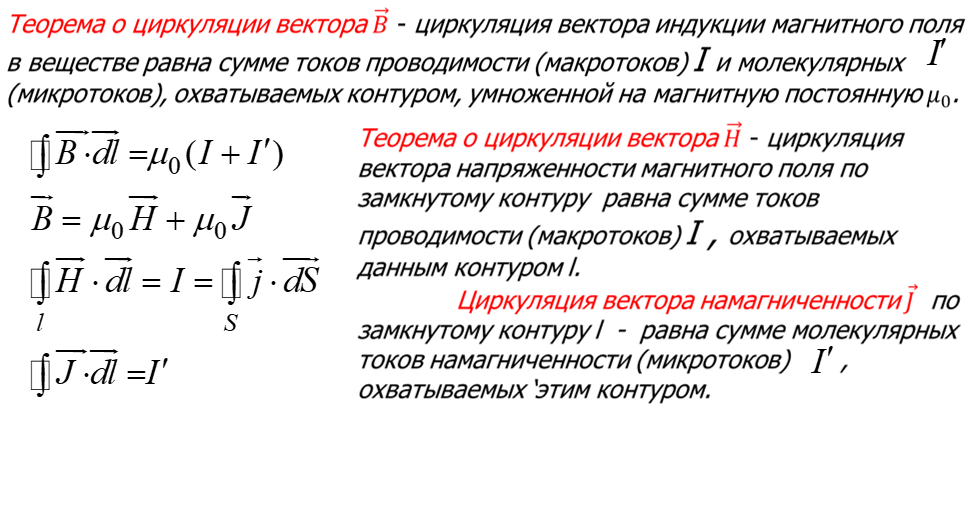 Теорема о циркуляции вектора B⃗ - циркуляция вектора индукции магнитного поля
в веществе равна сумме токов проводимости (макротоков) I и молекулярных I′
(микротоков), охватываемых контуром, умноженной на магнитную постоянную μ₀.
∮ B⃗ · dl⃗ = μ₀ (I + I′)
B⃗ = μ₀ H⃗ + μ₀ J⃗
∮ H⃗ · dl⃗ = I = ∮ j⃗ · dS⃗
l S
∮ J⃗ · dl⃗ = I′
Теорема о циркуляции вектора H⃗ - циркуляция
вектора напряженности магнитного поля по
замкнутому контуру равна сумме токов
проводимости (макротоков) I , охватываемых
данным контуром l.
Циркуляция вектора намагниченности J⃗ по
замкнутому контуру l - равна сумме молекулярных
токов намагниченности (микротоков) I′ ,
охватываемых ‘этим контуром.